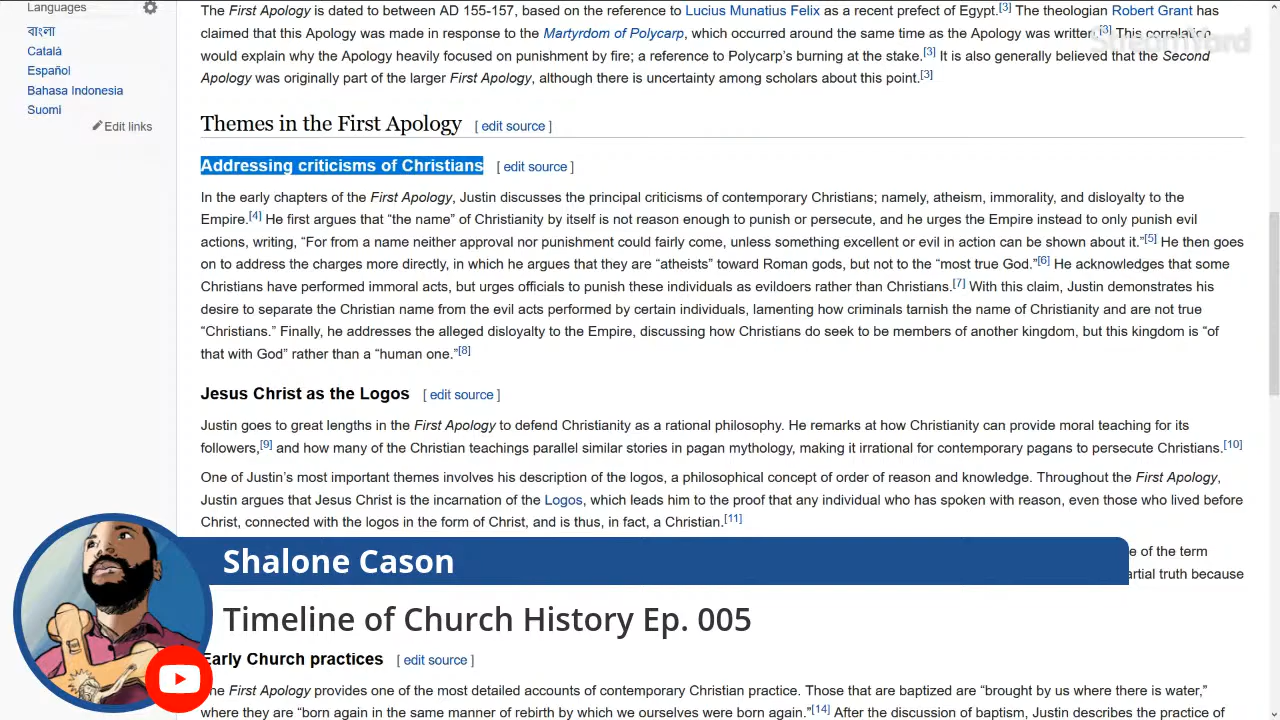 Languages
বাংলা
Català
Español
Bahasa Indonesia
Suomi
Edit links
The First Apology is dated to between AD 155-157, based on the reference to Lucius Munatius Felix as a recent prefect of Egypt.[3] The theologian Robert Grant has
claimed that this Apology was made in response to the Martyrdom of Polycarp, which occurred around the same time as the Apology was written.[3] This correlation
would explain why the Apology heavily focused on punishment by fire; a reference to Polycarp's burning at the stake.[3] It is also generally believed that the Second
Apology was originally part of the larger First Apology, although there is uncertainty among scholars about this point.[3]
StreamYard
Themes in the First Apology [ edit source ]
Addressing criticisms of Christians [ edit source ]
In the early chapters of the First Apology, Justin discusses the principal criticisms of contemporary Christians; namely, atheism, immorality, and disloyalty to the
Empire.[4] He first argues that “the name” of Christianity by itself is not reason enough to punish or persecute, and he urges the Empire instead to only punish evil
actions, writing, “For from a name neither approval nor punishment could fairly come, unless something excellent or evil in action can be shown about it.”[5] He then goes
on to address the charges more directly, in which he argues that they are “atheists” toward Roman gods, but not to the “most true God.”[6] He acknowledges that some
Christians have performed immoral acts, but urges officials to punish these individuals as evildoers rather than Christians.[7] With this claim, Justin demonstrates his
desire to separate the Christian name from the evil acts performed by certain individuals, lamenting how criminals tarnish the name of Christianity and are not true
“Christians.” Finally, he addresses the alleged disloyalty to the Empire, discussing how Christians do seek to be members of another kingdom, but this kingdom is “of
that with God” rather than a “human one.”[8]
Jesus Christ as the Logos [ edit source ]
Justin goes to great lengths in the First Apology to defend Christianity as a rational philosophy. He remarks at how Christianity can provide moral teaching for its
followers,[9] and how many of the Christian teachings parallel similar stories in pagan mythology, making it irrational for contemporary pagans to persecute Christians.[10]
One of Justin’s most important themes involves his description of the logos, a philosophical concept of order of reason and knowledge. Throughout the First Apology,
Justin argues that Jesus Christ is the incarnation of the Logos, which leads him to the proof that any individual who has spoken with reason, even those who lived before
Christ, connected with the logos in the form of Christ, and is thus, in fact, a Christian.[11]
e of the term
artial truth because
Shalone Cason
Timeline of Church History Ep. 005
Early Church practices [ edit source ]
The First Apology provides one of the most detailed accounts of contemporary Christian practice. Those that are baptized are “brought by us where there is water,”
where they are “born again in the same manner of rebirth by which we ourselves were born again.”[14] After the discussion of baptism, Justin describes the practice of